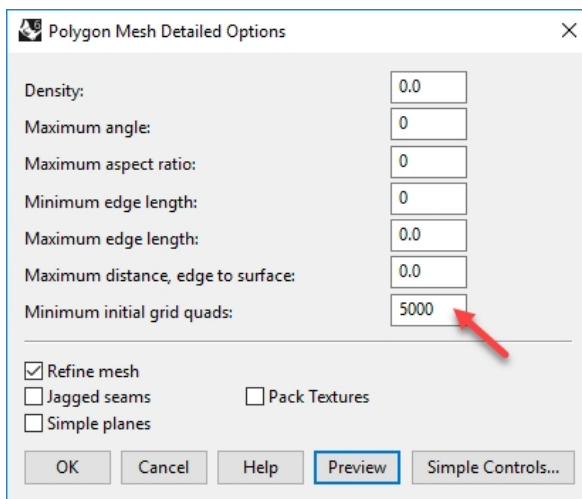 Polygon Mesh Detailed Options
Density: 0.0
Maximum angle: 0
Maximum aspect ratio: 0
Minimum edge length: 0
Maximum edge length: 0.0
Maximum distance, edge to surface: 0.0
Minimum initial grid quads: 5000
Refine mesh
Jagged seams Pack Textures
Simple planes
OK Cancel Help Preview Simple Controls...